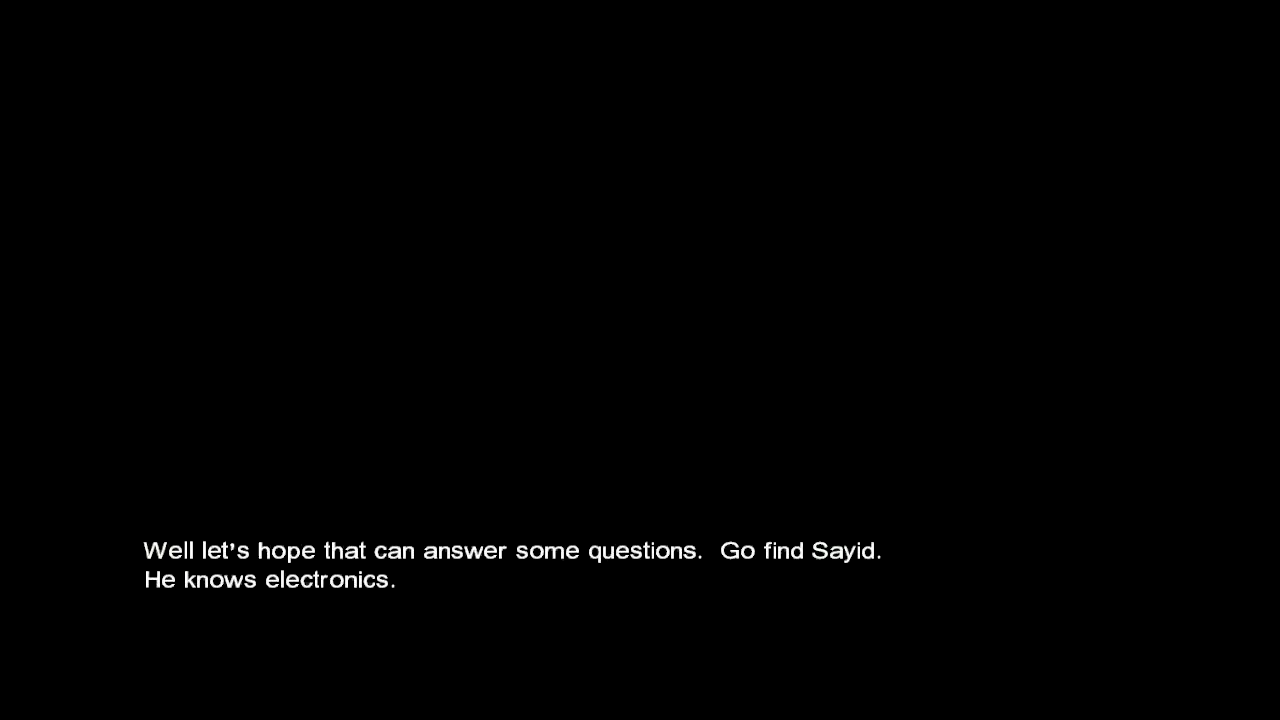 Well let's hope that can answer some questions.  Go find Sayid.
He knows electronics.